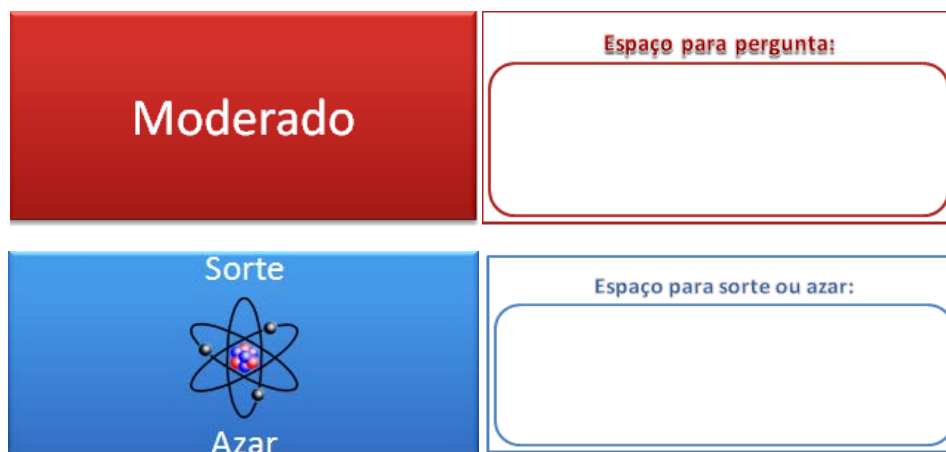 Moderado
Espaço para pergunta:
Sorte
Azar
Espaço para sorte ou azar: